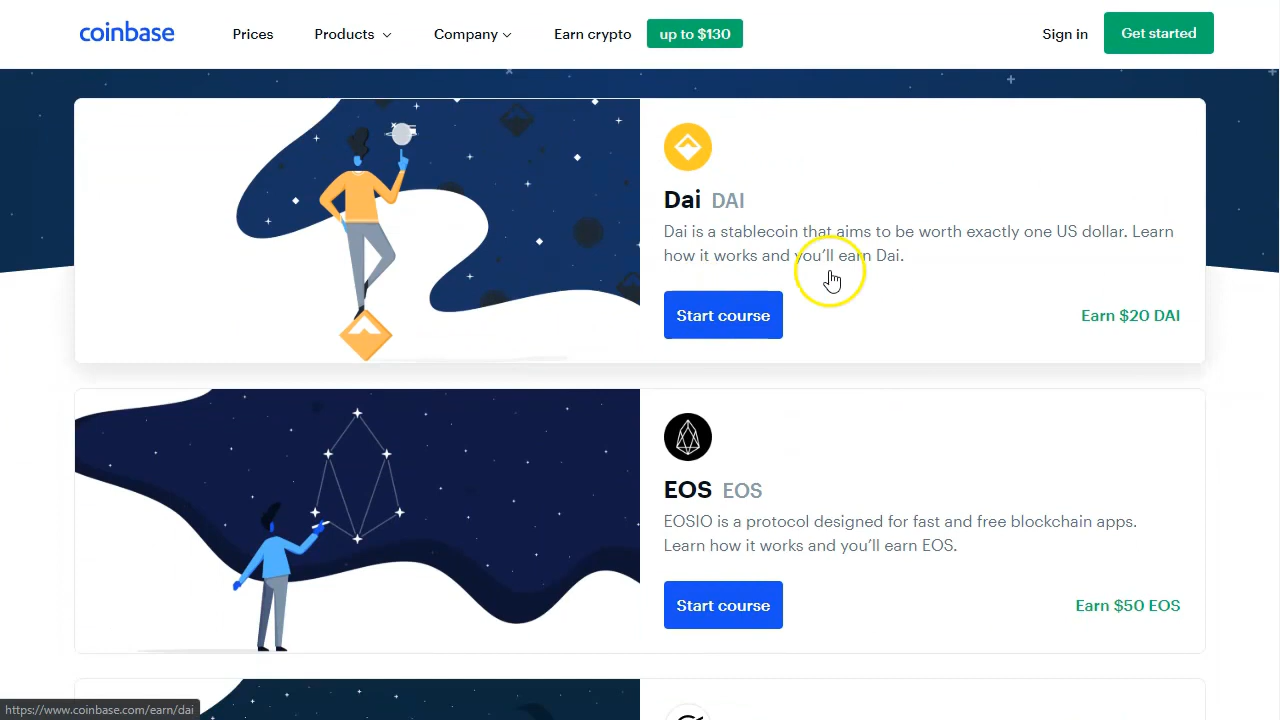 coinbase Prices Products Company Earn crypto up to $130 Sign in Get started
Dai DAI
Dai is a stablecoin that aims to be worth exactly one US dollar. Learn
how it works and you’ll earn Dai.
Start course Earn $20 DAI
EOS EOS
EOSIO is a protocol designed for fast and free blockchain apps.
Learn how it works and you’ll earn EOS.
Start course Earn $50 EOS
https://www.coinbase.com/earn/dai